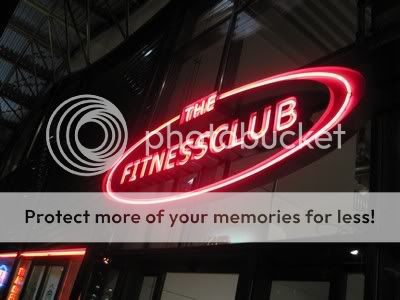 THE
FITNESSCLUB
photobucket
Protect more of your memories for less!